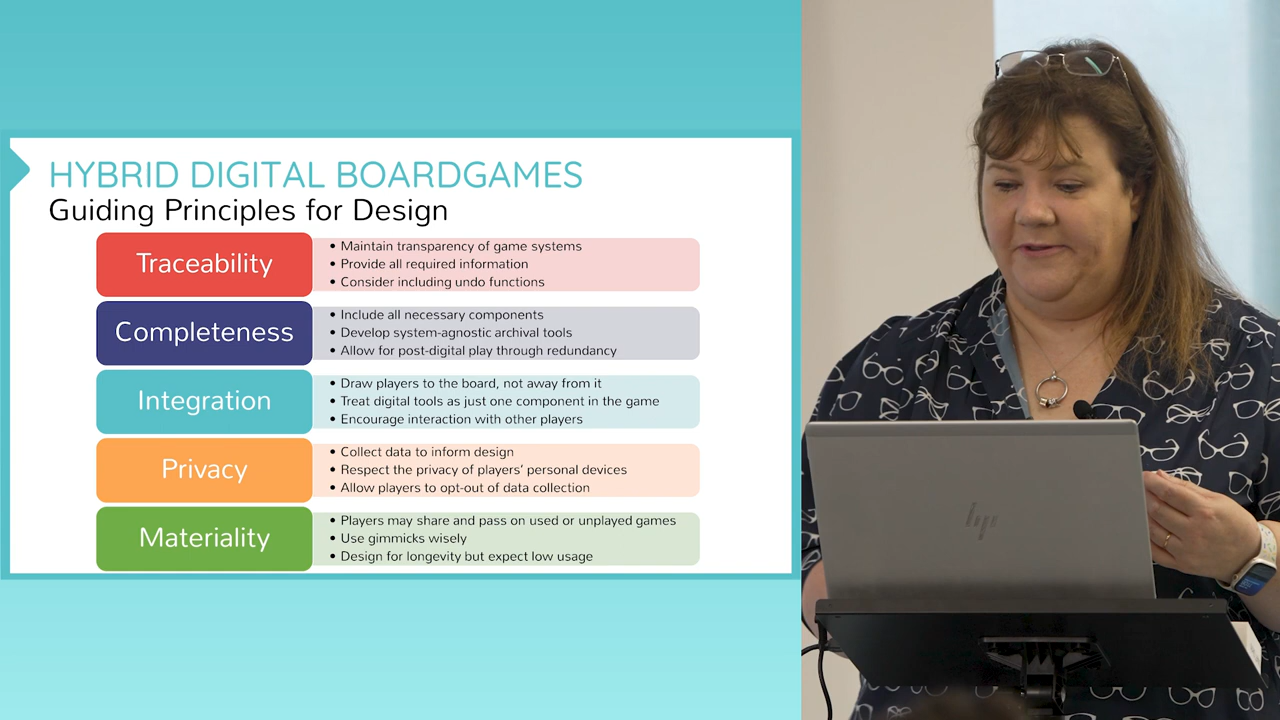 HYBRID DIGITAL BOARDGAMES
Guiding Principles for Design
Traceability
• Maintain transparency of game systems
• Provide all required information
• Consider including undo functions
Completeness
• Include all necessary components
• Develop system-agnostic archival tools
• Allow for post-digital play through redundancy
Integration
• Draw players to the board, not away from it
• Treat digital tools as just one component in the game
• Encourage interaction with other players
Privacy
• Collect data to inform design
• Respect the privacy of players' personal devices
• Allow players to opt-out of data collection
Materiality
• Players may share and pass on used or unplayed games
• Use gimmicks wisely
• Design for longevity but expect low usage
hp